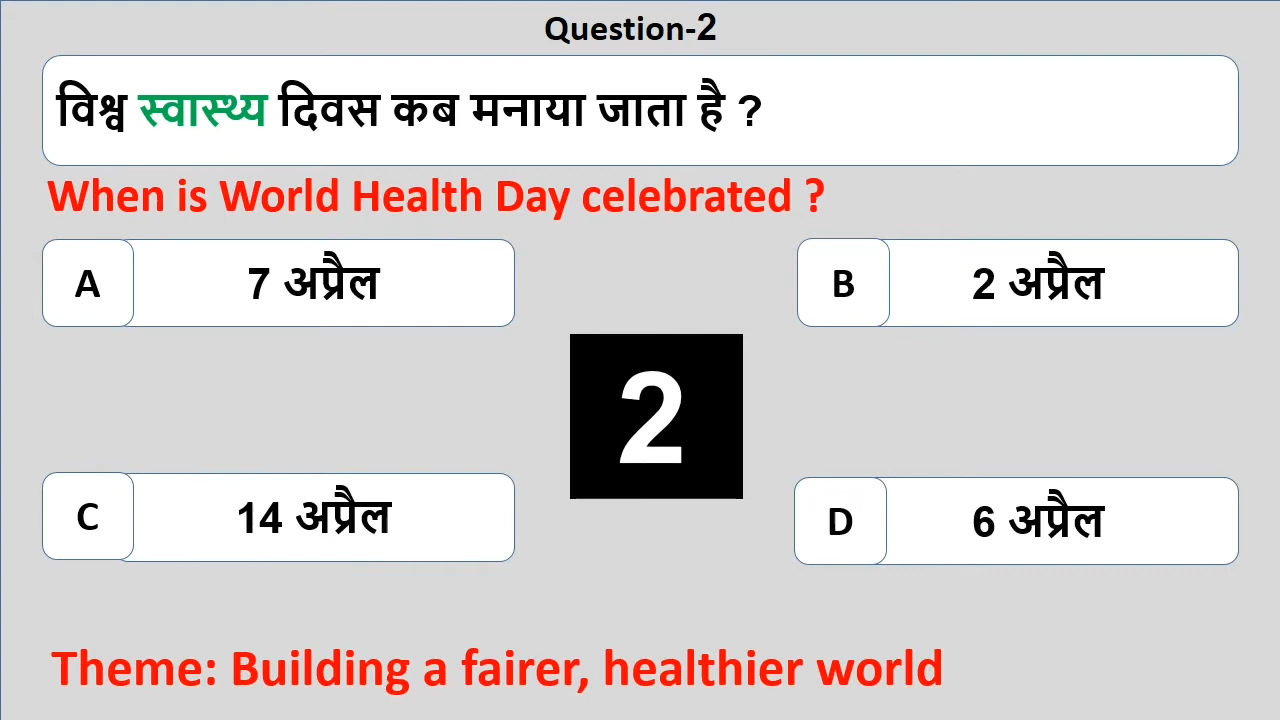 Question-2
विश्व स्वास्थ्य दिवस कब मनाया जाता है ?
When is World Health Day celebrated ?
A 7 अप्रैल
B 2 अप्रैल
2
C 14 अप्रैल
D 6 अप्रैल
Theme: Building a fairer, healthier world